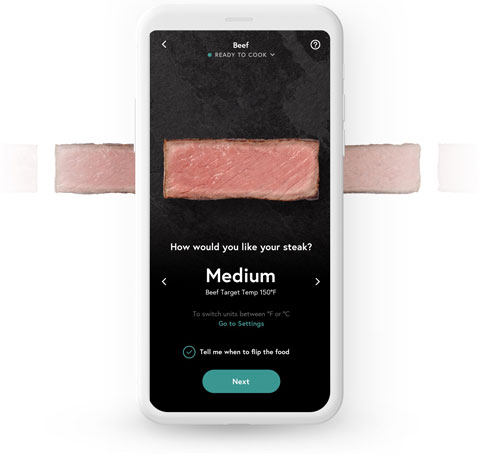 Beef
READY TO COOK
How would you like your steak?
Medium
Beef Target Temp 150°F
To switch units between °F or °C
Go to Settings
Tell me when to flip the food
Next